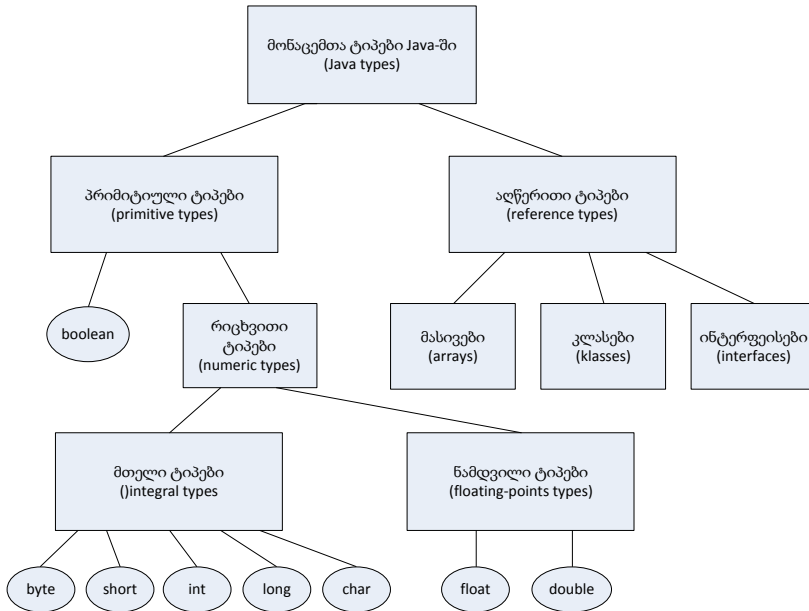 მონაცემთა ტიპები Java-ში
(Java types)
პრიმიტიული ტიპები
(primitive types)
აღწერითი ტიპები
(reference types)
boolean
რიცხვითი
ტიპები
(numeric types)
მასივები
(arrays)
კლასები
(klasses)
ინტერფეისები
(interfaces)
მთელი ტიპები
()integral types
ნამდვილი ტიპები
(floating-points types)
byte
short
int
long
char
float
double